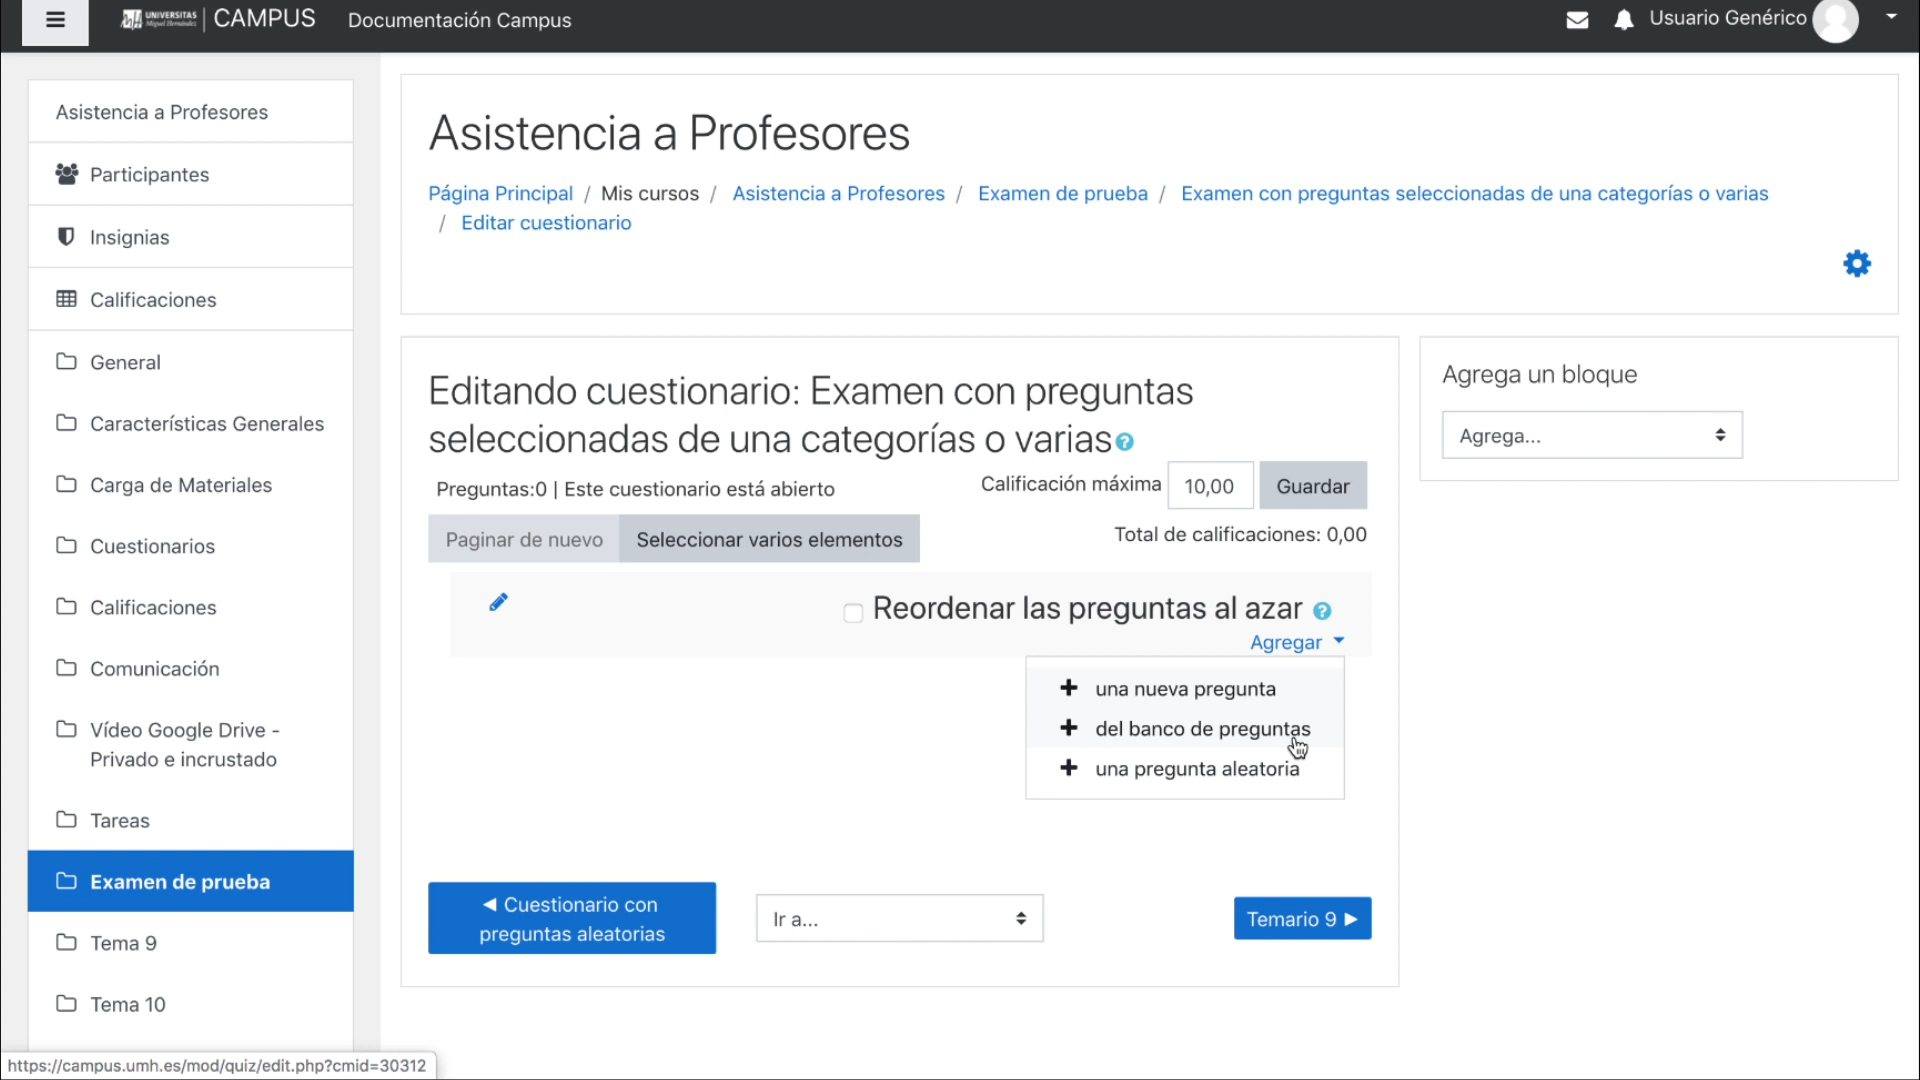 UNIVERSITAS
Miguel Hernández
CAMPUS
Documentación Campus
Usuario Genérico
Asistencia a Profesores
Participantes
Insignias
Calificaciones
General
Características Generales
Carga de Materiales
Cuestionarios
Calificaciones
Comunicación
Vídeo Google Drive -
Privado e incrustado
Tareas
Examen de prueba
Tema 9
Tema 10
Asistencia a Profesores
Página Principal / Mis cursos / Asistencia a Profesores / Examen de prueba / Examen con preguntas seleccionadas de una categorías o varias
/ Editar cuestionario
Editando cuestionario: Examen con preguntas
seleccionadas de una categorías o varias
Preguntas:0 | Este cuestionario está abierto
Calificación máxima 10,00 Guardar
Paginar de nuevo Seleccionar varios elementos
Total de calificaciones: 0,00
Reordenar las preguntas al azar
Agregar
una nueva pregunta
del banco de preguntas
una pregunta aleatoria
◀ Cuestionario con
preguntas aleatorias
Ir a...
Temario 9 ▶
Agrega un bloque
Agrega...
https://campus.umh.es/mod/quiz/edit.php?cmid=30312